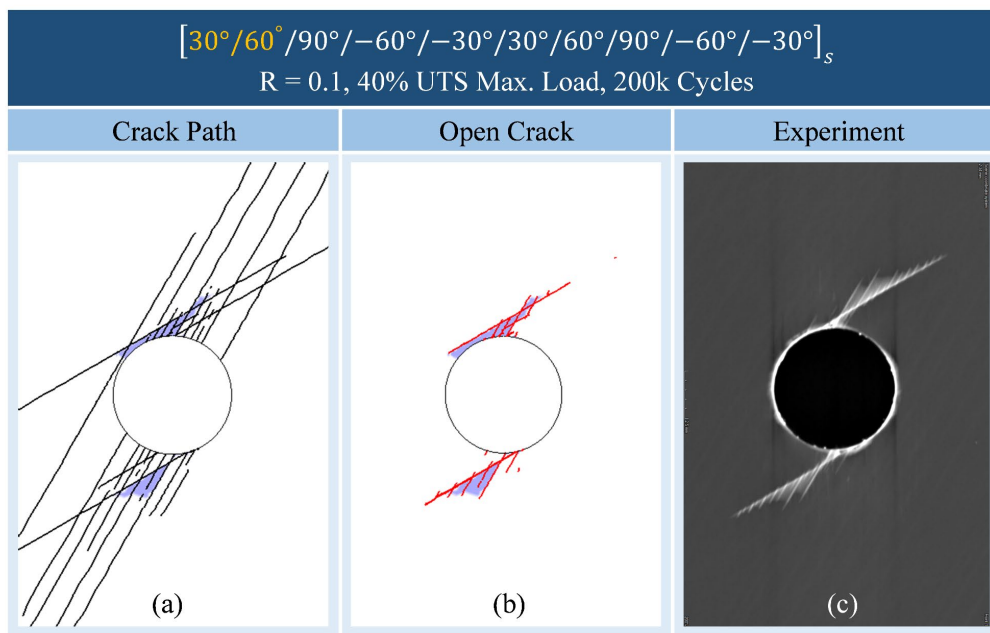 [30°/60°/90°/−60°/−30°/30°/60°/90°/−60°/−30°]s
R = 0.1, 40% UTS Max. Load, 200k Cycles
Crack Path Open Crack Experiment
(a) (b) (c)